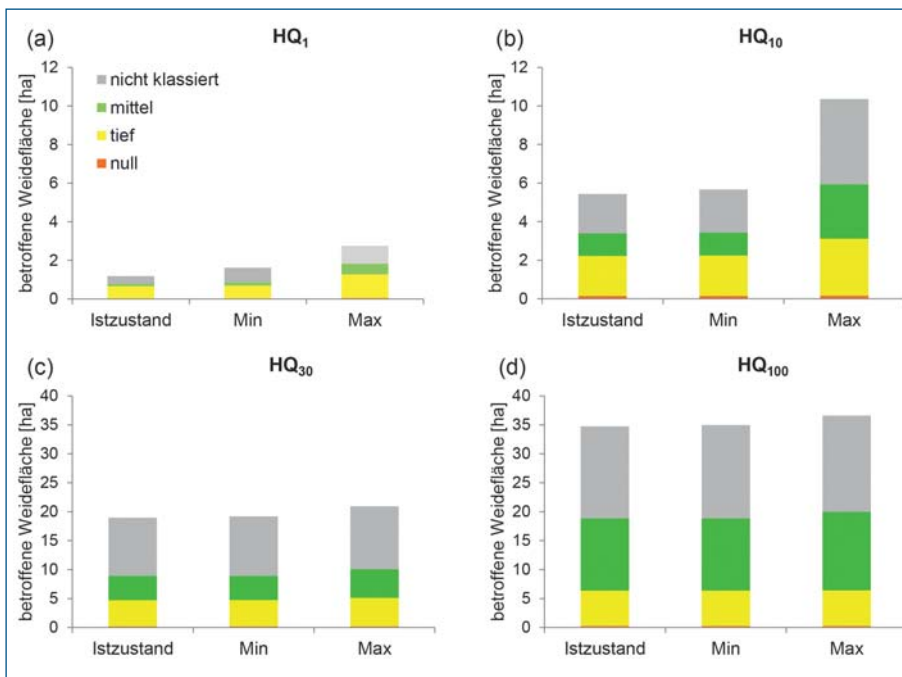 (a) HQ₁
betroffene Weidefläche [ha]
12
10
8
6
4
2
0
nicht klassiert
mittel
tief
null
Istzustand Min Max
(b) HQ₁₀
betroffene Weidefläche [ha]
12
10
8
6
4
2
0
Istzustand Min Max
(c) HQ₃₀
betroffene Weidefläche [ha]
40
35
30
25
20
15
10
5
0
Istzustand Min Max
(d) HQ₁₀₀
betroffene Weidefläche [ha]
40
35
30
25
20
15
10
5
0
Istzustand Min Max